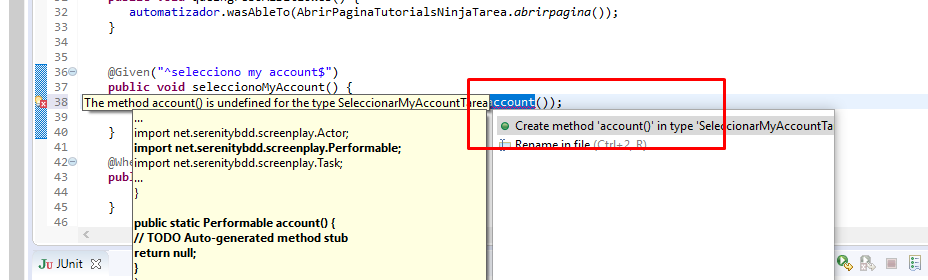 31
32 automatizador.wasAbleTo(AbrirPaginaTutorialsNinjaTarea.abrirpagina());
33 }
34
35
36 @Given("^selecciono my account$")
37 public void seleccionoMyAccount() {
38 The method account() is undefined for the type SeleccionarMyAccountTarea account());
39 ...
import net.serenitybdd.screenplay.Actor;
40 }
import net.serenitybdd.screenplay.Performable;
41 import net.serenitybdd.screenplay.Task;
42 @Whe
...
43 pub
}
44
45 }
public static Performable account() {
46
// TODO Auto-generated method stub
return null;
}
Create method 'account()' in type 'SeleccionarMyAccountTa
Rename in file (Ctrl+2, R)
JU JUnit